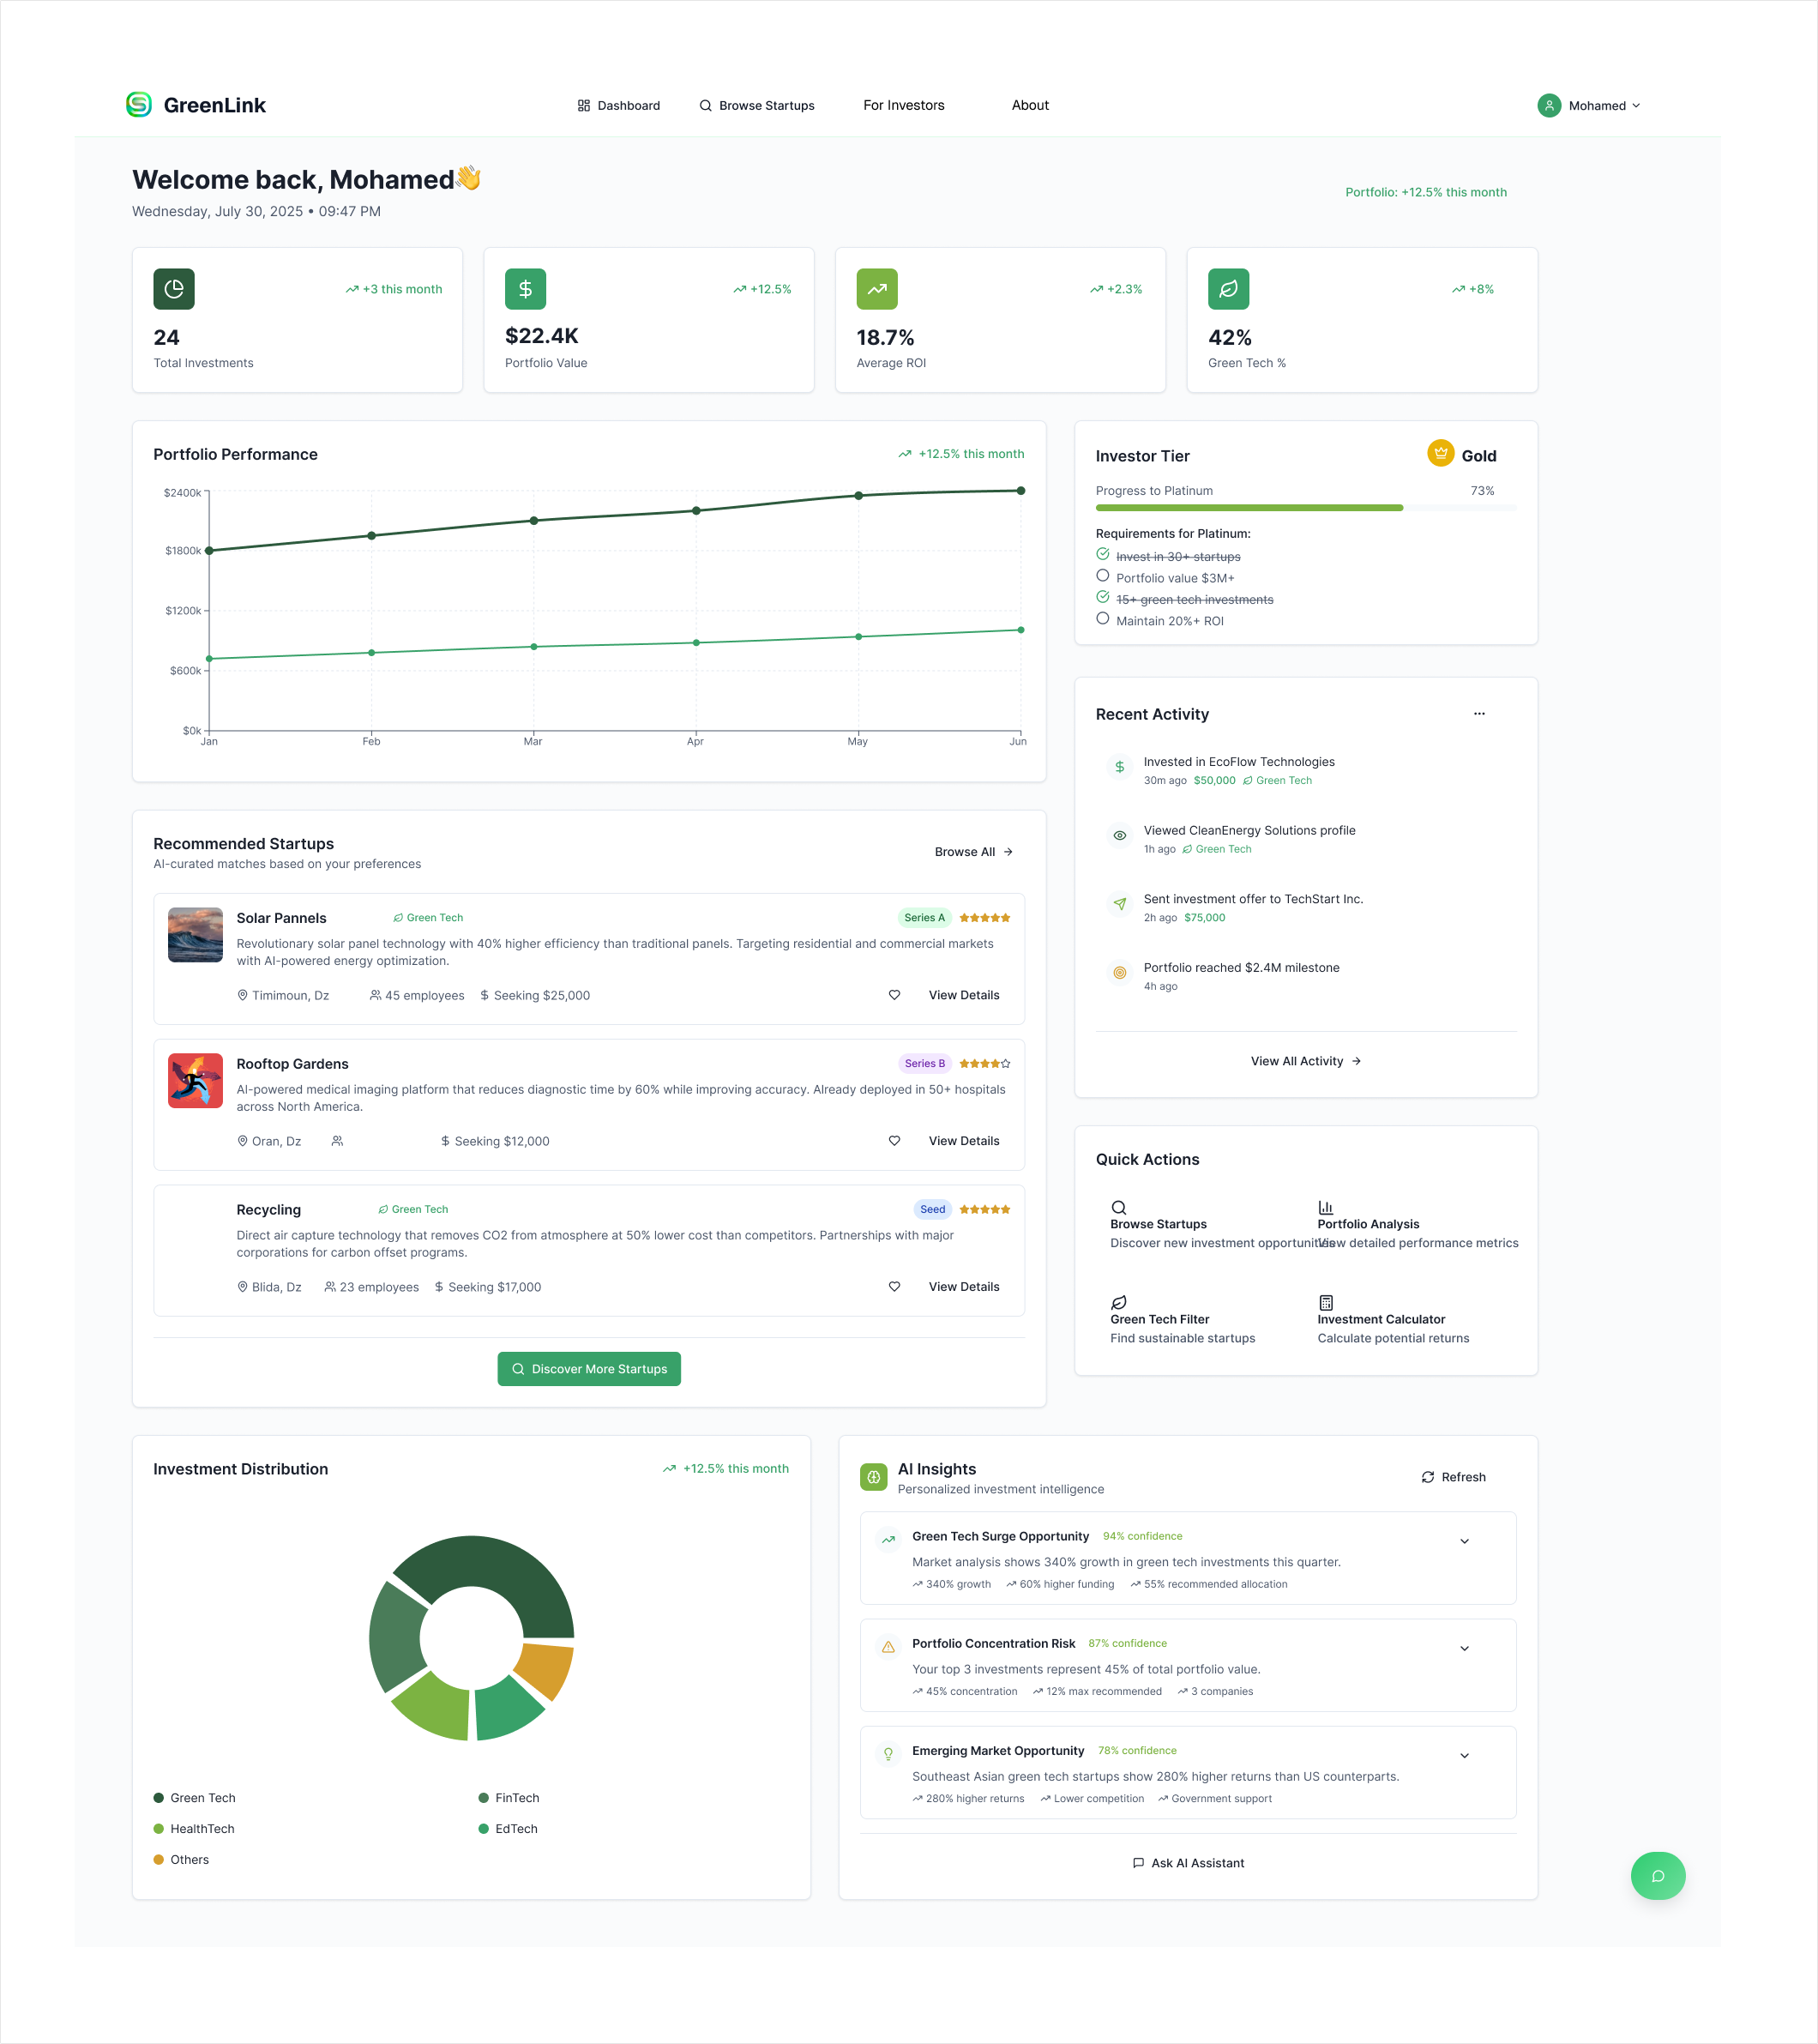 GreenLink
Dashboard
Browse Startups
For Investors
About
Mohamed
Welcome back, Mohamed👋
Wednesday, July 30, 2025 • 09:47 PM
Portfolio: +12.5% this month
+3 this month
24
Total Investments
+12.5%
$22.4K
Portfolio Value
+2.3%
18.7%
Average ROI
+8%
42%
Green Tech %
Portfolio Performance
+12.5% this month
$2400k
$1800k
$1200k
$600k
$0k
Jan
Feb
Mar
Apr
May
Jun
Investor Tier
Gold
Progress to Platinum
73%
Requirements for Platinum:
Invest in 30+ startups
Portfolio value $3M+
15+ green tech investments
Maintain 20%+ ROI
Recent Activity
Invested in EcoFlow Technologies
30m ago $50,000 Green Tech
Viewed CleanEnergy Solutions profile
1h ago Green Tech
Sent investment offer to TechStart Inc.
2h ago $75,000
Portfolio reached $2.4M milestone
4h ago
View All Activity
Recommended Startups
AI-curated matches based on your preferences
Browse All
Solar Pannels
Green Tech
Series A
Revolutionary solar panel technology with 40% higher efficiency than traditional panels. Targeting residential and commercial markets
with AI-powered energy optimization.
Timimoun, Dz
45 employees
Seeking $25,000
View Details
Rooftop Gardens
Series B
AI-powered medical imaging platform that reduces diagnostic time by 60% while improving accuracy. Already deployed in 50+ hospitals
across North America.
Oran, Dz
Seeking $12,000
View Details
Recycling
Green Tech
Seed
Direct air capture technology that removes CO2 from atmosphere at 50% lower cost than competitors. Partnerships with major
corporations for carbon offset programs.
Blida, Dz
23 employees
Seeking $17,000
View Details
Discover More Startups
Quick Actions
Browse Startups
Discover new investment opportunities
Portfolio Analysis
View detailed performance metrics
Green Tech Filter
Find sustainable startups
Investment Calculator
Calculate potential returns
Investment Distribution
+12.5% this month
Green Tech
FinTech
HealthTech
EdTech
Others
AI Insights
Personalized investment intelligence
Refresh
Green Tech Surge Opportunity
94% confidence
Market analysis shows 340% growth in green tech investments this quarter.
340% growth
60% higher funding
55% recommended allocation
Portfolio Concentration Risk
87% confidence
Your top 3 investments represent 45% of total portfolio value.
45% concentration
12% max recommended
3 companies
Emerging Market Opportunity
78% confidence
Southeast Asian green tech startups show 280% higher returns than US counterparts.
280% higher returns
Lower competition
Government support
Ask AI Assistant